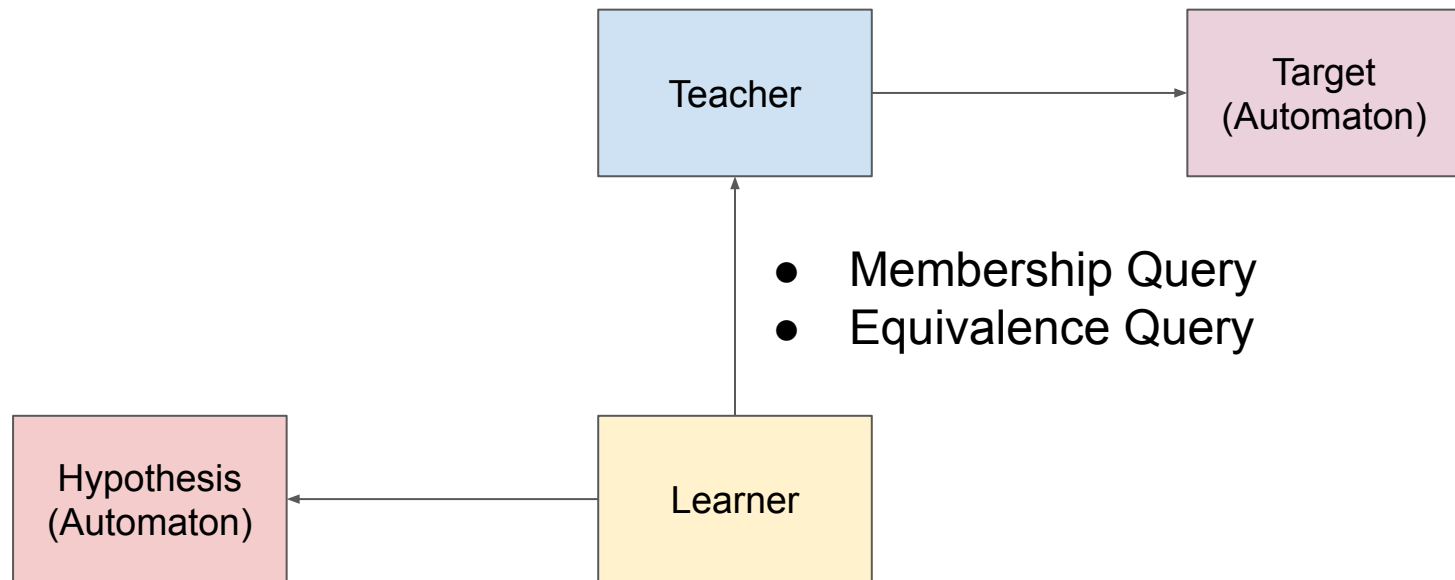 Teacher
Target
(Automaton)
● Membership Query
● Equivalence Query
Hypothesis
(Automaton)
Learner